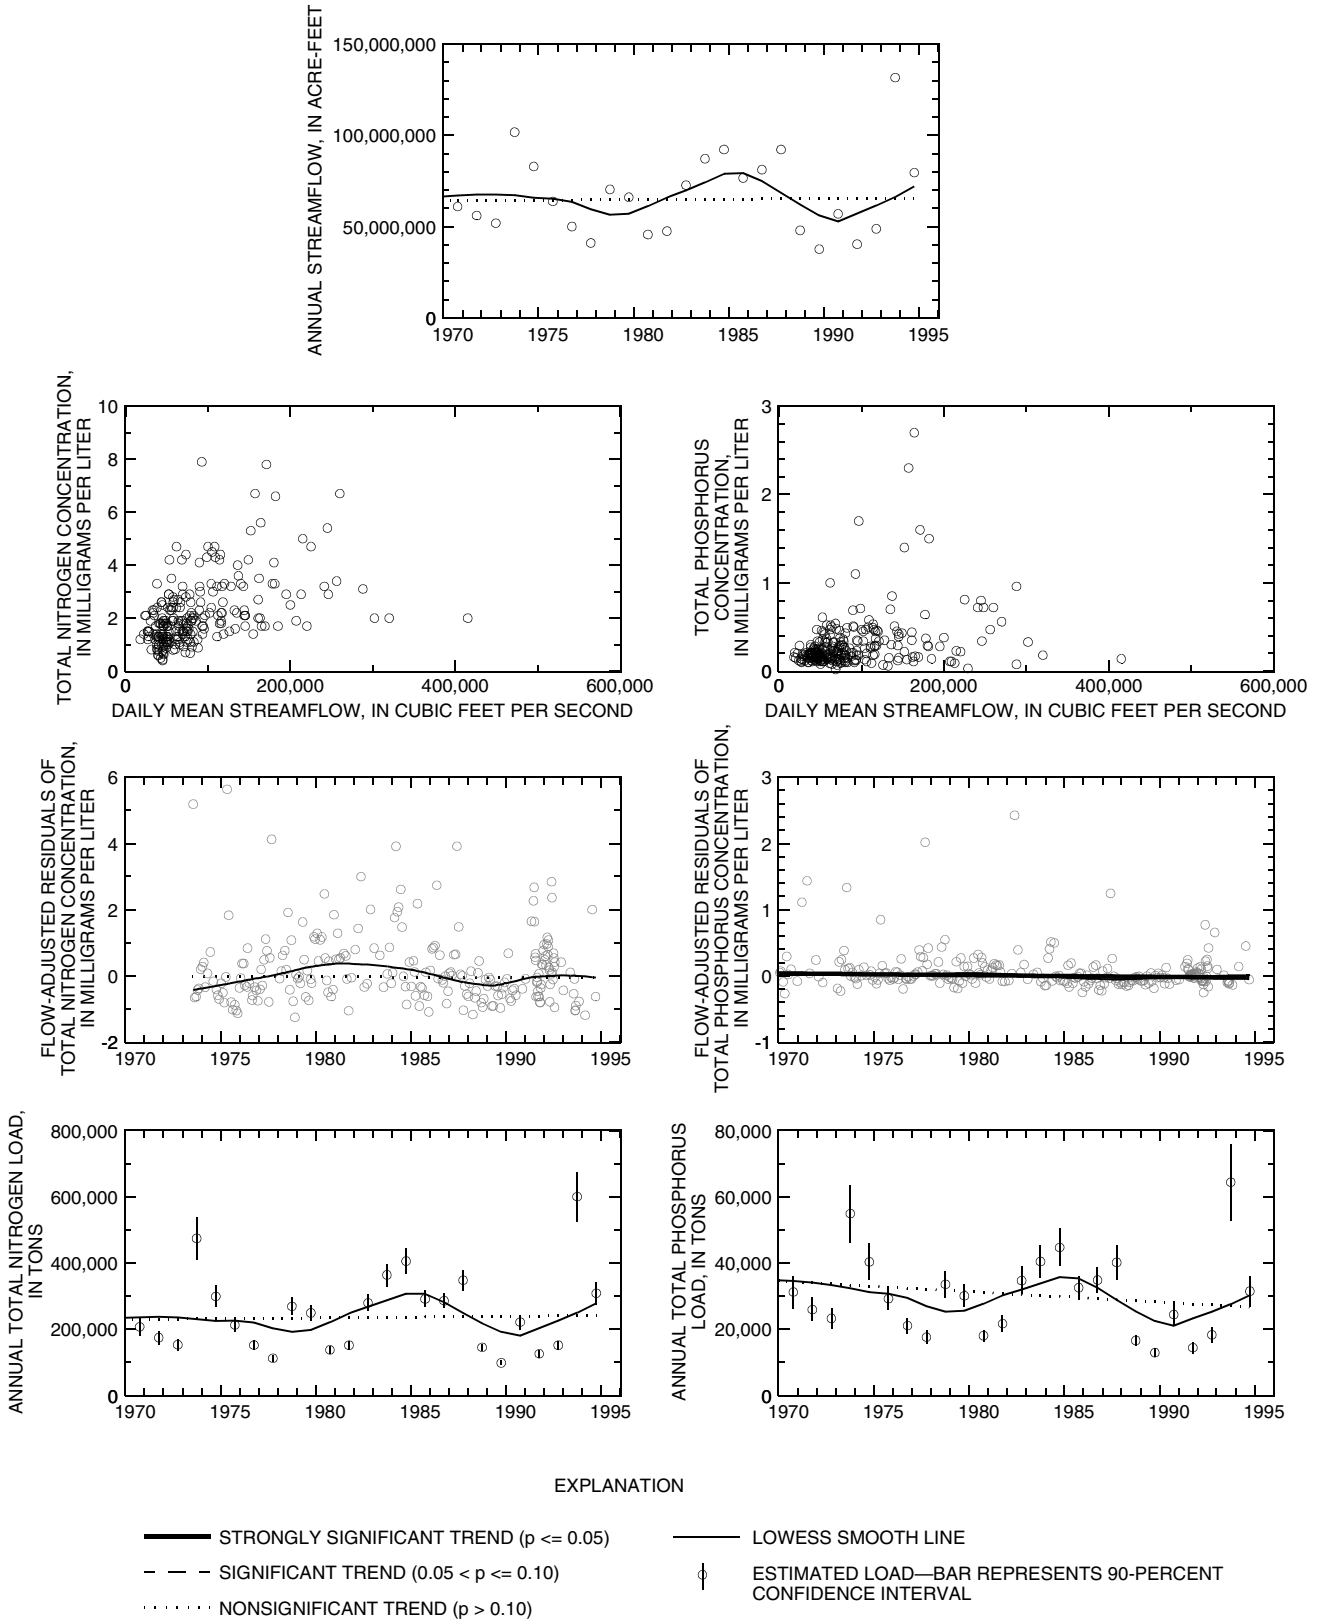 ANNUAL STREAMFLOW, IN ACRE-FEET
150,000,000
100,000,000
50,000,000
0
1970 1975 1980 1985 1990 1995
TOTAL NITROGEN CONCENTRATION,
IN MILLIGRAMS PER LITER
10
8
6
4
2
0
0 200,000 400,000 600,000
DAILY MEAN STREAMFLOW, IN CUBIC FEET PER SECOND
TOTAL PHOSPHORUS
CONCENTRATION,
IN MILLIGRAMS PER LITER
3
2
1
0
0 200,000 400,000 600,000
DAILY MEAN STREAMFLOW, IN CUBIC FEET PER SECOND
FLOW-ADJUSTED RESIDUALS OF
TOTAL NITROGEN CONCENTRATION,
IN MILLIGRAMS PER LITER
6
4
2
0
-2
1970 1975 1980 1985 1990 1995
FLOW-ADJUSTED RESIDUALS OF
TOTAL PHOSPHORUS CONCENTRATION,
IN MILLIGRAMS PER LITER
3
2
1
0
-1
1970 1975 1980 1985 1990 1995
ANNUAL TOTAL NITROGEN LOAD,
IN TONS
800,000
600,000
400,000
200,000
0
1970 1975 1980 1985 1990 1995
ANNUAL TOTAL PHOSPHORUS
LOAD, IN TONS
80,000
60,000
40,000
20,000
0
1970 1975 1980 1985 1990 1995
EXPLANATION
STRONGLY SIGNIFICANT TREND (p <= 0.05)
SIGNIFICANT TREND (0.05 < p <= 0.10)
NONSIGNIFICANT TREND (p > 0.10)
LOWESS SMOOTH LINE
ESTIMATED LOAD—BAR REPRESENTS 90-PERCENT
CONFIDENCE INTERVAL